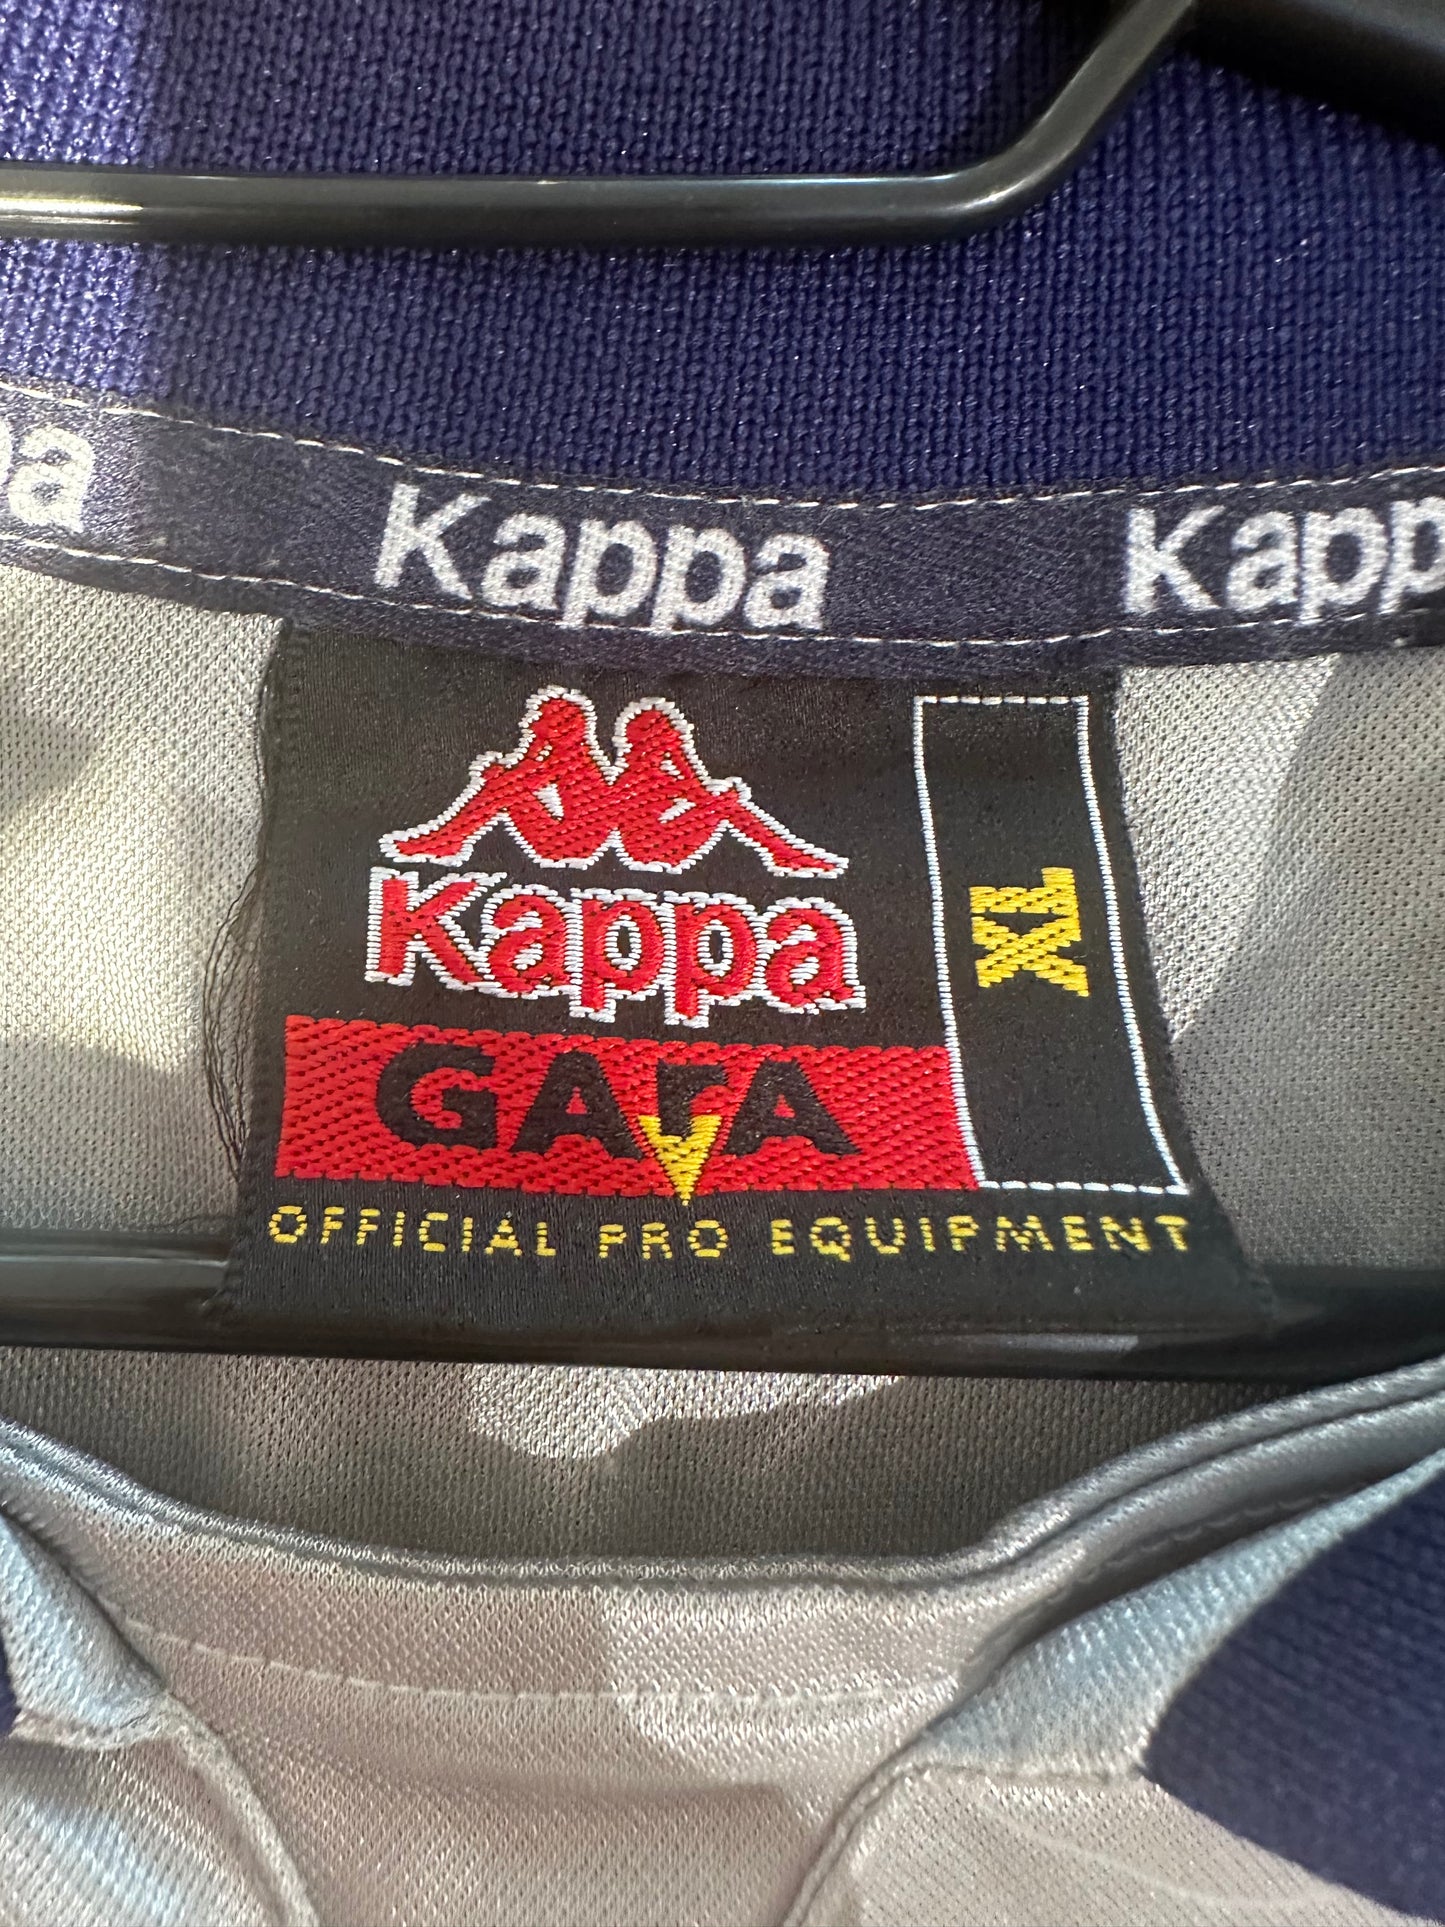 Kappa Kappa
Kappa
XL
GARA
OFFICIAL PRO EQUIPMENT